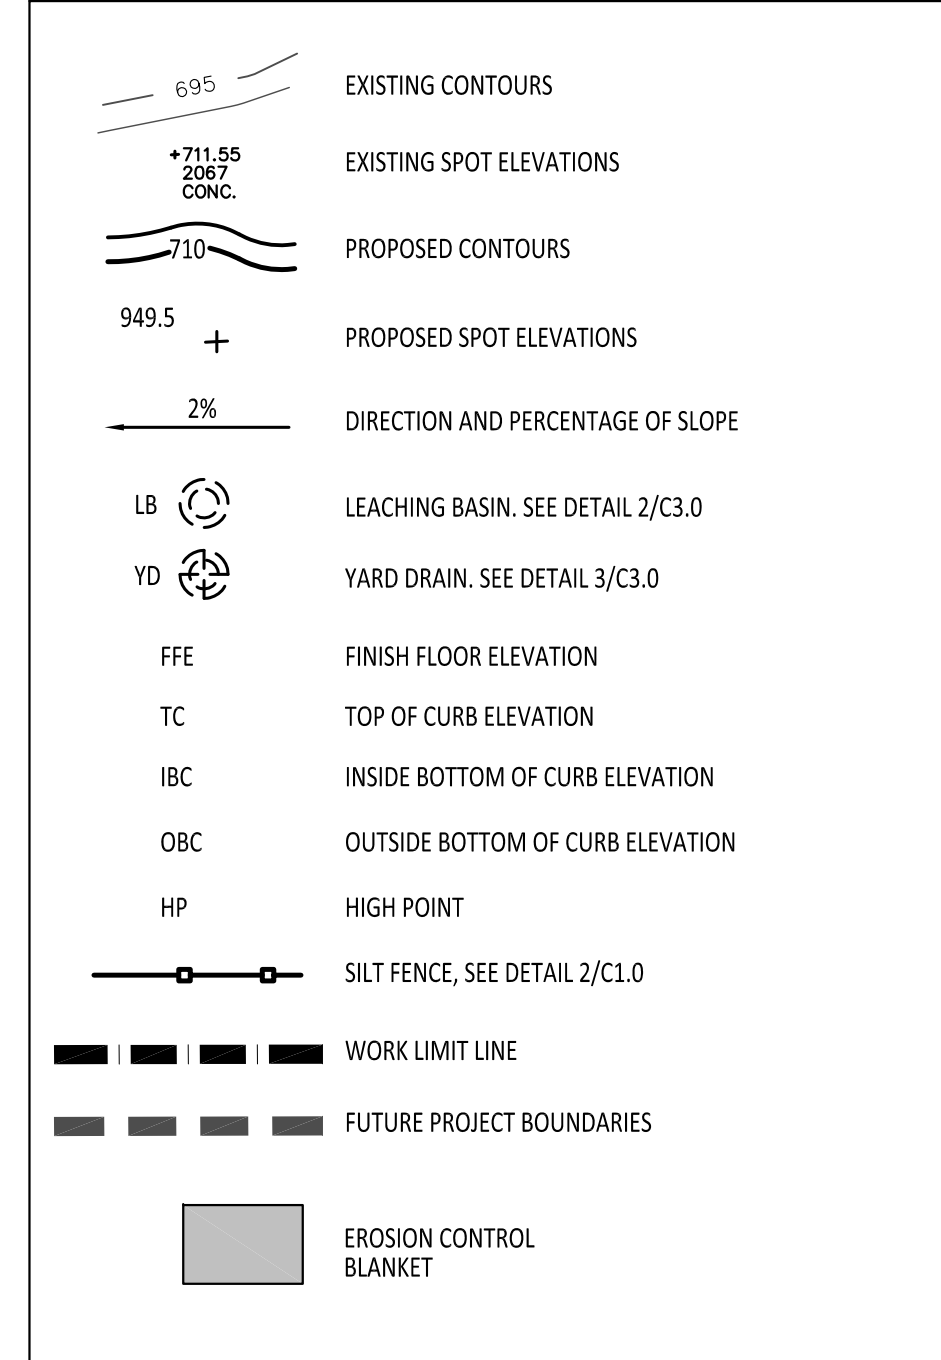 695 EXISTING CONTOURS
+711.55
2067
CONC.
EXISTING SPOT ELEVATIONS
710 PROPOSED CONTOURS
949.5
+
PROPOSED SPOT ELEVATIONS
2%
DIRECTION AND PERCENTAGE OF SLOPE
LB LEACHING BASIN. SEE DETAIL 2/C3.0
YD YARD DRAIN. SEE DETAIL 3/C3.0
FFE FINISH FLOOR ELEVATION
TC TOP OF CURB ELEVATION
IBC INSIDE BOTTOM OF CURB ELEVATION
OBC OUTSIDE BOTTOM OF CURB ELEVATION
HP HIGH POINT
SILT FENCE, SEE DETAIL 2/C1.0
WORK LIMIT LINE
FUTURE PROJECT BOUNDARIES
EROSION CONTROL
BLANKET